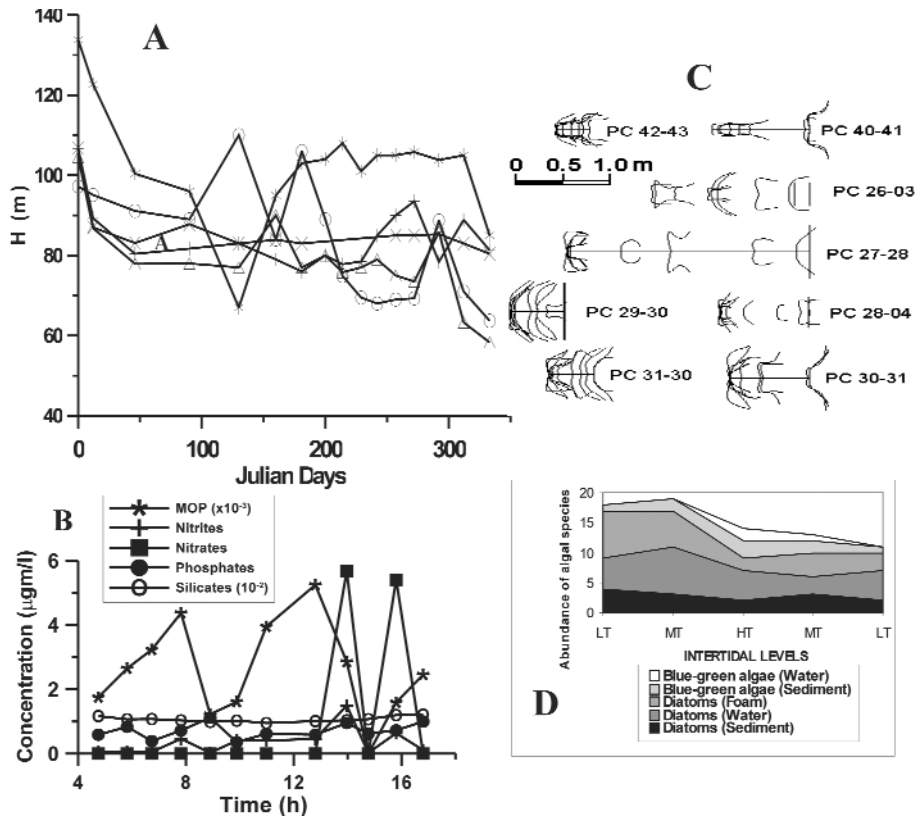 A
140
120
100
80
60
40
H (m)
A
0
100
200
300
Julian Days
C
PC 42-43
PC 40-41
0 0.5 1.0 m
PC 26-03
PC 27-28
PC 29-30
PC 28-04
PC 31-30
PC 30-31
B
MOP (x10⁻³)
Nitrites
Nitrates
Phosphates
Silicates (10⁻²)
6
4
2
0
Concentration (µgm/l)
4
8
12
16
Time (h)
20
15
10
5
0
Abundance of algal species
LT
MT
HT
MT
LT
INTERTIDAL LEVELS
D
Blue-green algae (Water)
Blue-green algae (Sediment)
Diatoms (Foam)
Diatoms (Water)
Diatoms (Sediment)